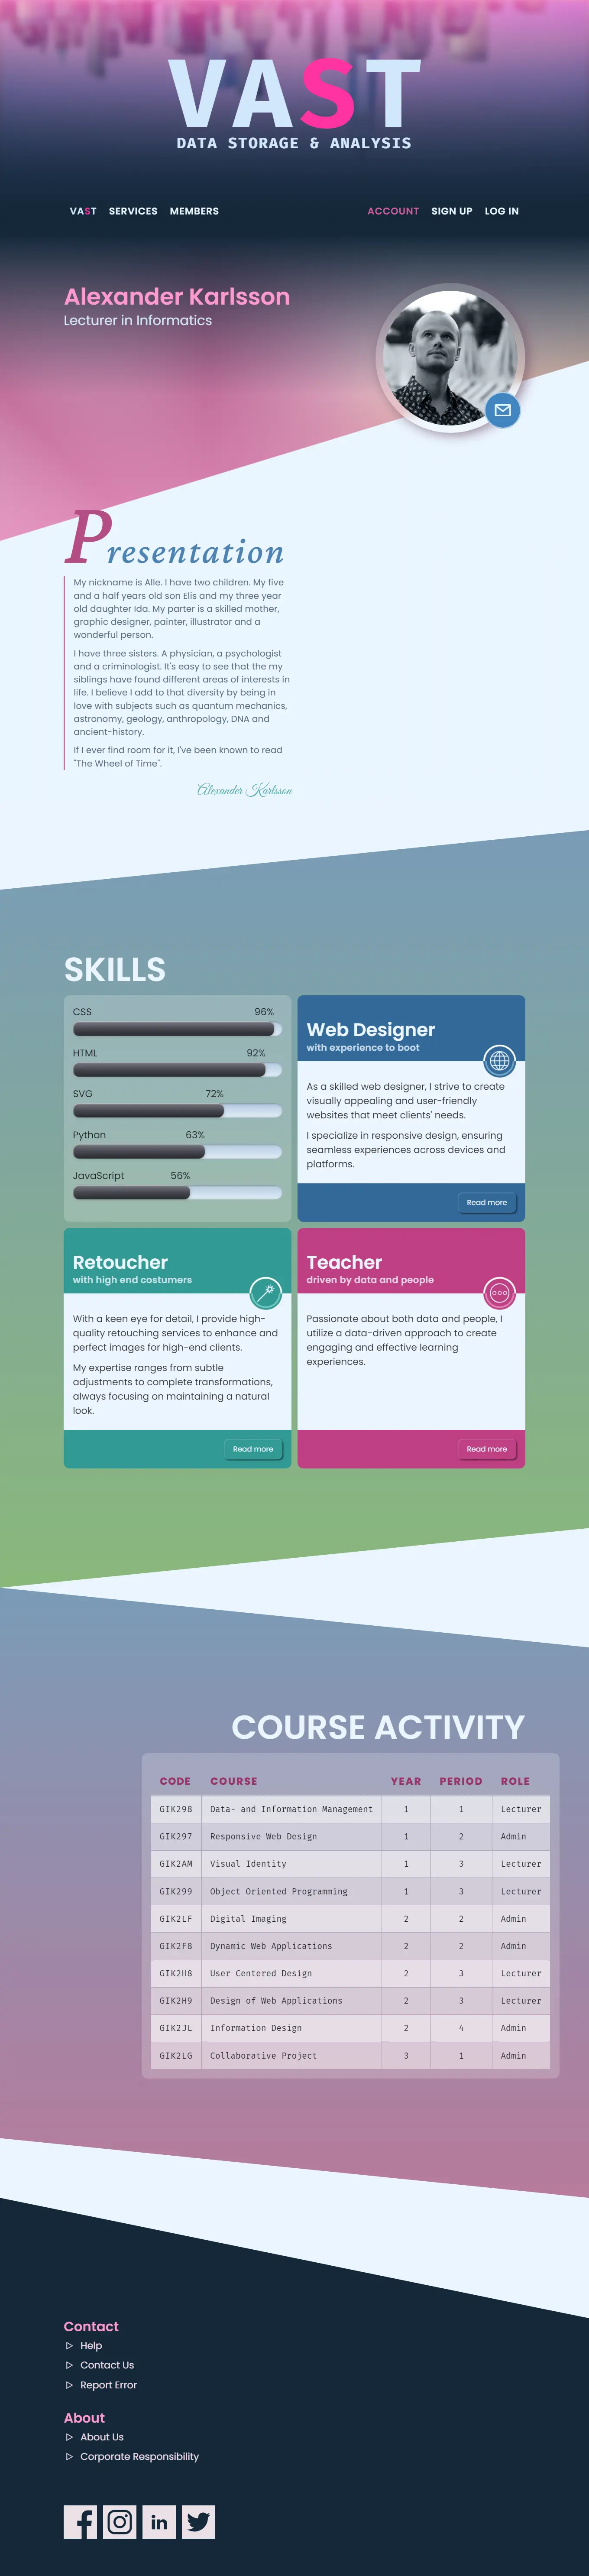 VAST
DATA STORAGE & ANALYSIS
VAST SERVICES MEMBERS ACCOUNT SIGN UP LOG IN
Alexander Karlsson
Lecturer in Informatics
Presentation
My nickname is Alle. I have two children. My five
and a half years old son Elis and my three year
old daughter Ida. My parter is a skilled mother,
graphic designer, painter, illustrator and a
wonderful person.
I have three sisters. A physician, a psychologist
and a criminologist. It's easy to see that the my
siblings have found different areas of interests in
life. I believe I add to that diversity by being in
love with subjects such as quantum mechanics,
astronomy, geology, anthropology, DNA and
ancient-history.
If I ever find room for it, I've been known to read
"The Wheel of Time".
Alexander Karlsson
SKILLS
CSS 96%
HTML 92%
SVG 72%
Python 63%
JavaScript 56%
Web Designer
with experience to boot
As a skilled web designer, I strive to create
visually appealing and user-friendly
websites that meet clients' needs.
I specialize in responsive design, ensuring
seamless experiences across devices and
platforms.
Read more
Retoucher
with high end costumers
With a keen eye for detail, I provide high-
quality retouching services to enhance and
perfect images for high-end clients.
My expertise ranges from subtle
adjustments to complete transformations,
always focusing on maintaining a natural
look.
Read more
Teacher
driven by data and people
Passionate about both data and people, I
utilize a data-driven approach to create
engaging and effective learning
experiences.
Read more
COURSE ACTIVITY
CODE COURSE YEAR PERIOD ROLE
GIK298 Data- and Information Management 1 1 Lecturer
GIK297 Responsive Web Design 1 2 Admin
GIK2AM Visual Identity 1 3 Lecturer
GIK299 Object Oriented Programming 1 3 Lecturer
GIK2LF Digital Imaging 2 2 Admin
GIK2F8 Dynamic Web Applications 2 2 Admin
GIK2H8 User Centered Design 2 3 Lecturer
GIK2H9 Design of Web Applications 2 3 Lecturer
GIK2JL Information Design 2 4 Admin
GIK2LG Collaborative Project 3 1 Admin
Contact
Help
Contact Us
Report Error
About
About Us
Corporate Responsibility
in